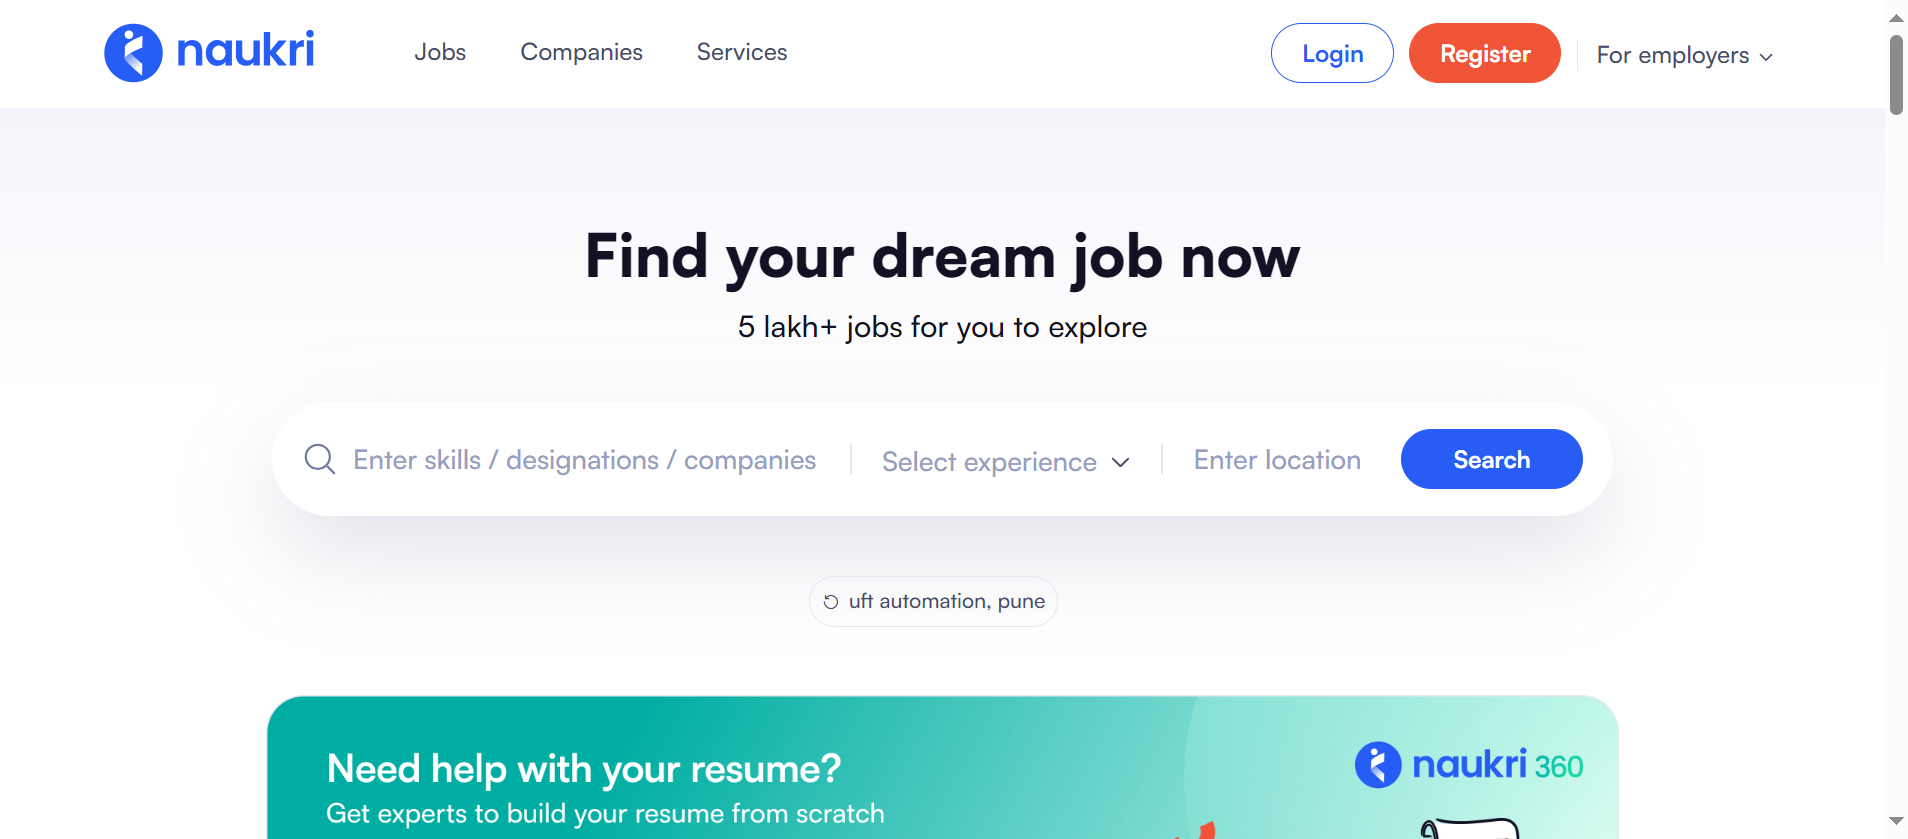 naukri
Jobs
Companies
Services
Login
Register
For employers
Find your dream job now
5 lakh+ jobs for you to explore
Enter skills / designations / companies
Select experience
Enter location
Search
uft automation, pune
Need help with your resume?
Get experts to build your resume from scratch
naukri 360